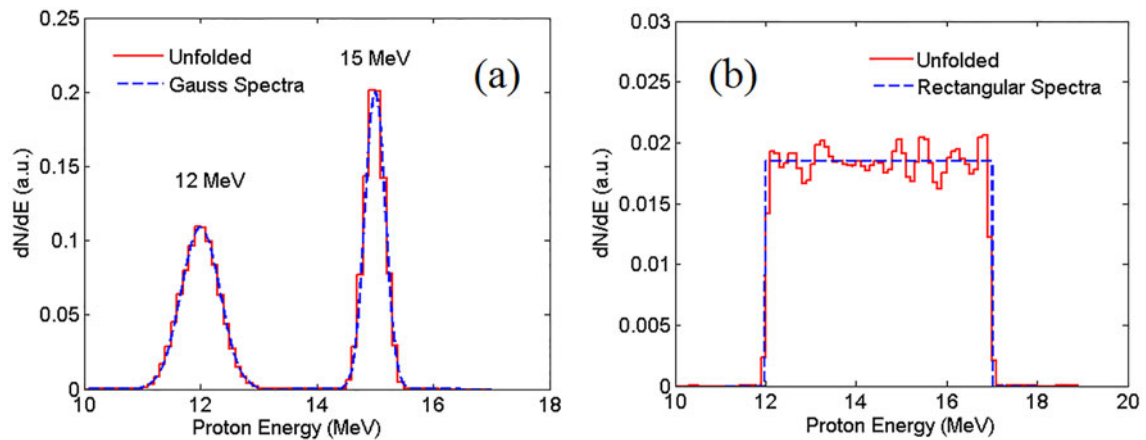 0.25
0.2
0.15
0.1
0.05
0
dN/dE (a.u.)
Unfolded
Gauss Spectra
12 MeV
15 MeV
(a)
10
12
14
16
18
Proton Energy (MeV)
0.03
0.025
0.02
0.015
0.01
0.005
0
dN/dE (a.u.)
(b)
Unfolded
Rectangular Spectra
10
12
14
16
18
20
Proton Energy (MeV)